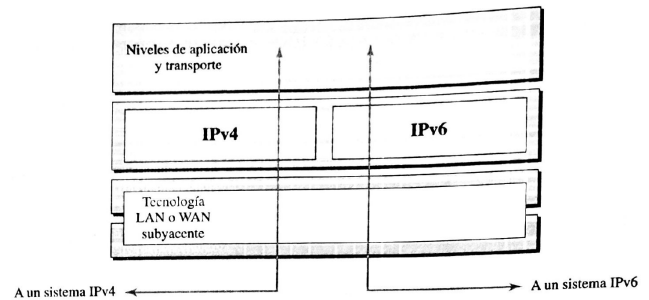 Niveles de aplicación
y transporte
IPv4
IPv6
Tecnología
LAN o WAN
subyacente
A un sistema IPv4
A un sistema IPv6